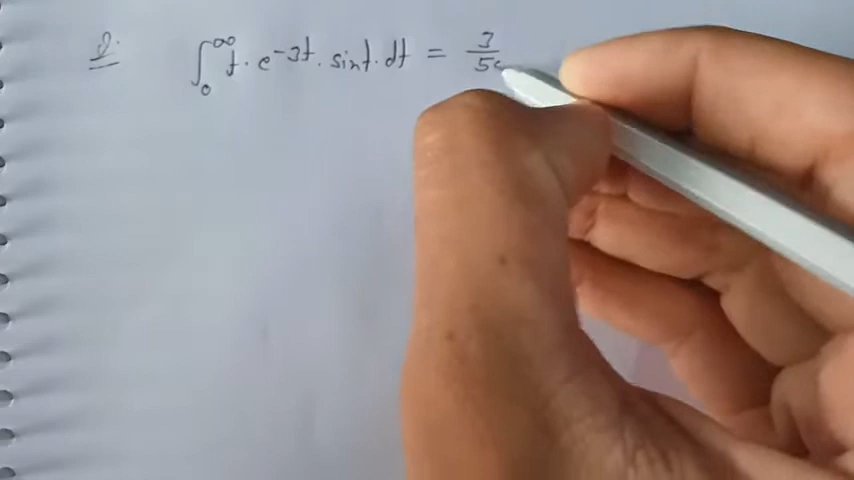 Q. ∫₀^∞ t · e^-3t · sint · dt = 3/5